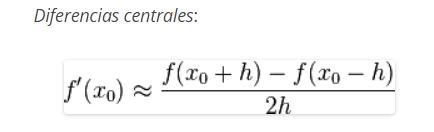 Diferencias centrales:
f′(x₀) ≈ f(x₀ + h) − f(x₀ − h) / 2h